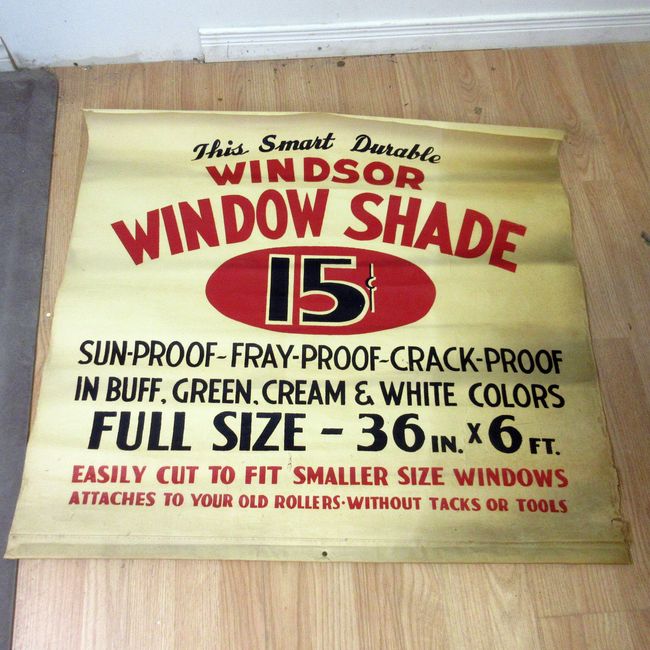 This Smart Durable
WINDSOR
WINDOW SHADE
15¢
SUN-PROOF-FRAY-PROOF-CRACK-PROOF
IN BUFF, GREEN, CREAM & WHITE COLORS
FULL SIZE - 36 IN. X 6 FT.
EASILY CUT TO FIT SMALLER SIZE WINDOWS
ATTACHES TO YOUR OLD ROLLERS·WITHOUT TACKS OR TOOLS